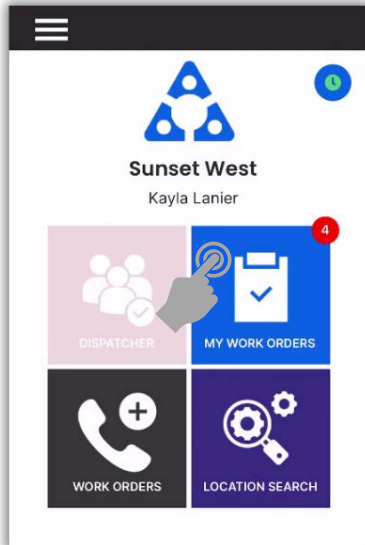 Sunset West
Kayla Lanier
4
DISPATCHER
MY WORK ORDERS
WORK ORDERS
LOCATION SEARCH